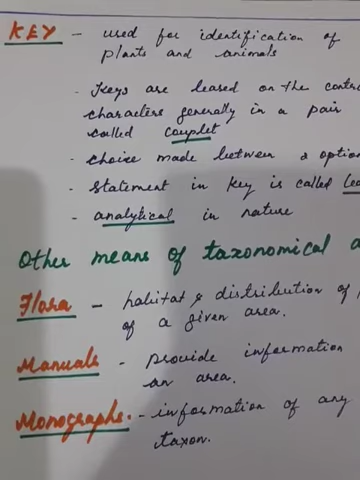 KEY - used for identification of
plants and animals
- Keys are based on the contra
characters generally in a pair
called couplet
- choice made between 2 option
- statement in key is called lea
- analytical in nature
Other means of taxonomical a
Flora - habitat & distribution of
of a given area.
Manuals - provide information
an area.
Monographs. - information of any
taxon.